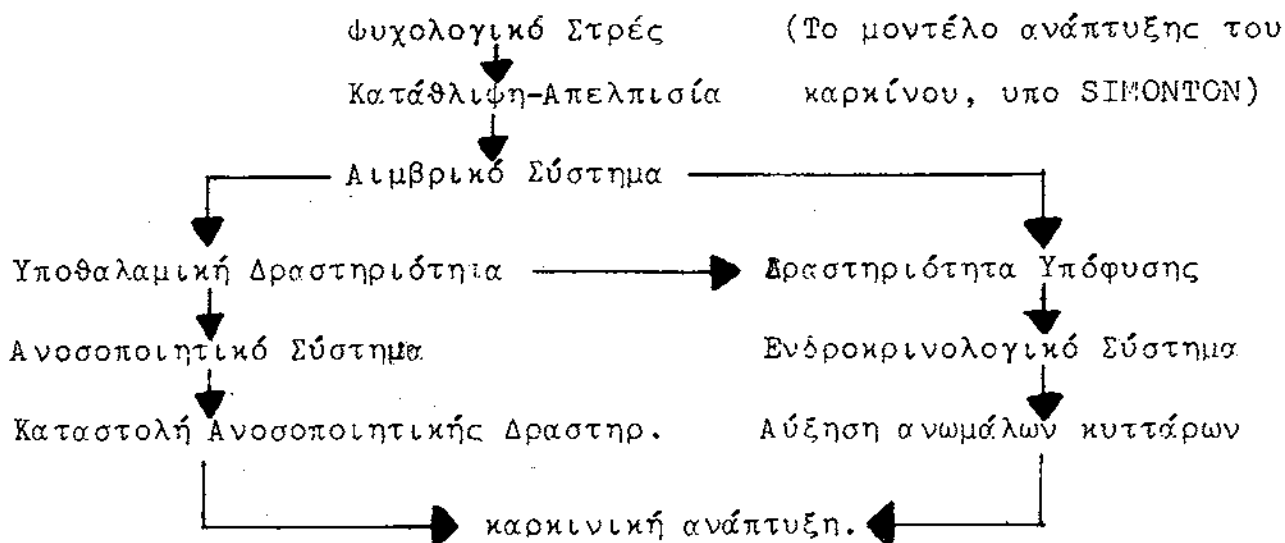 Ψυχολογικό Στρές (Το μοντέλο ανάπτυξης του
Κατάθλιψη-Απελπισία καρκίνου, υπο SIMONTON)
Λιμβρικό Σύστημα
Υποθαλαμική Δραστηριότητα Δραστηριότητα Υπόφυσης
Ανοσοποιητικό Σύστημα Ενδροκρινολογικό Σύστημα
Καταστολή Ανοσοποιητικής Δραστηρ. Αύξηση ανωμάλων κυττάρων
καρκινική ανάπτυξη.